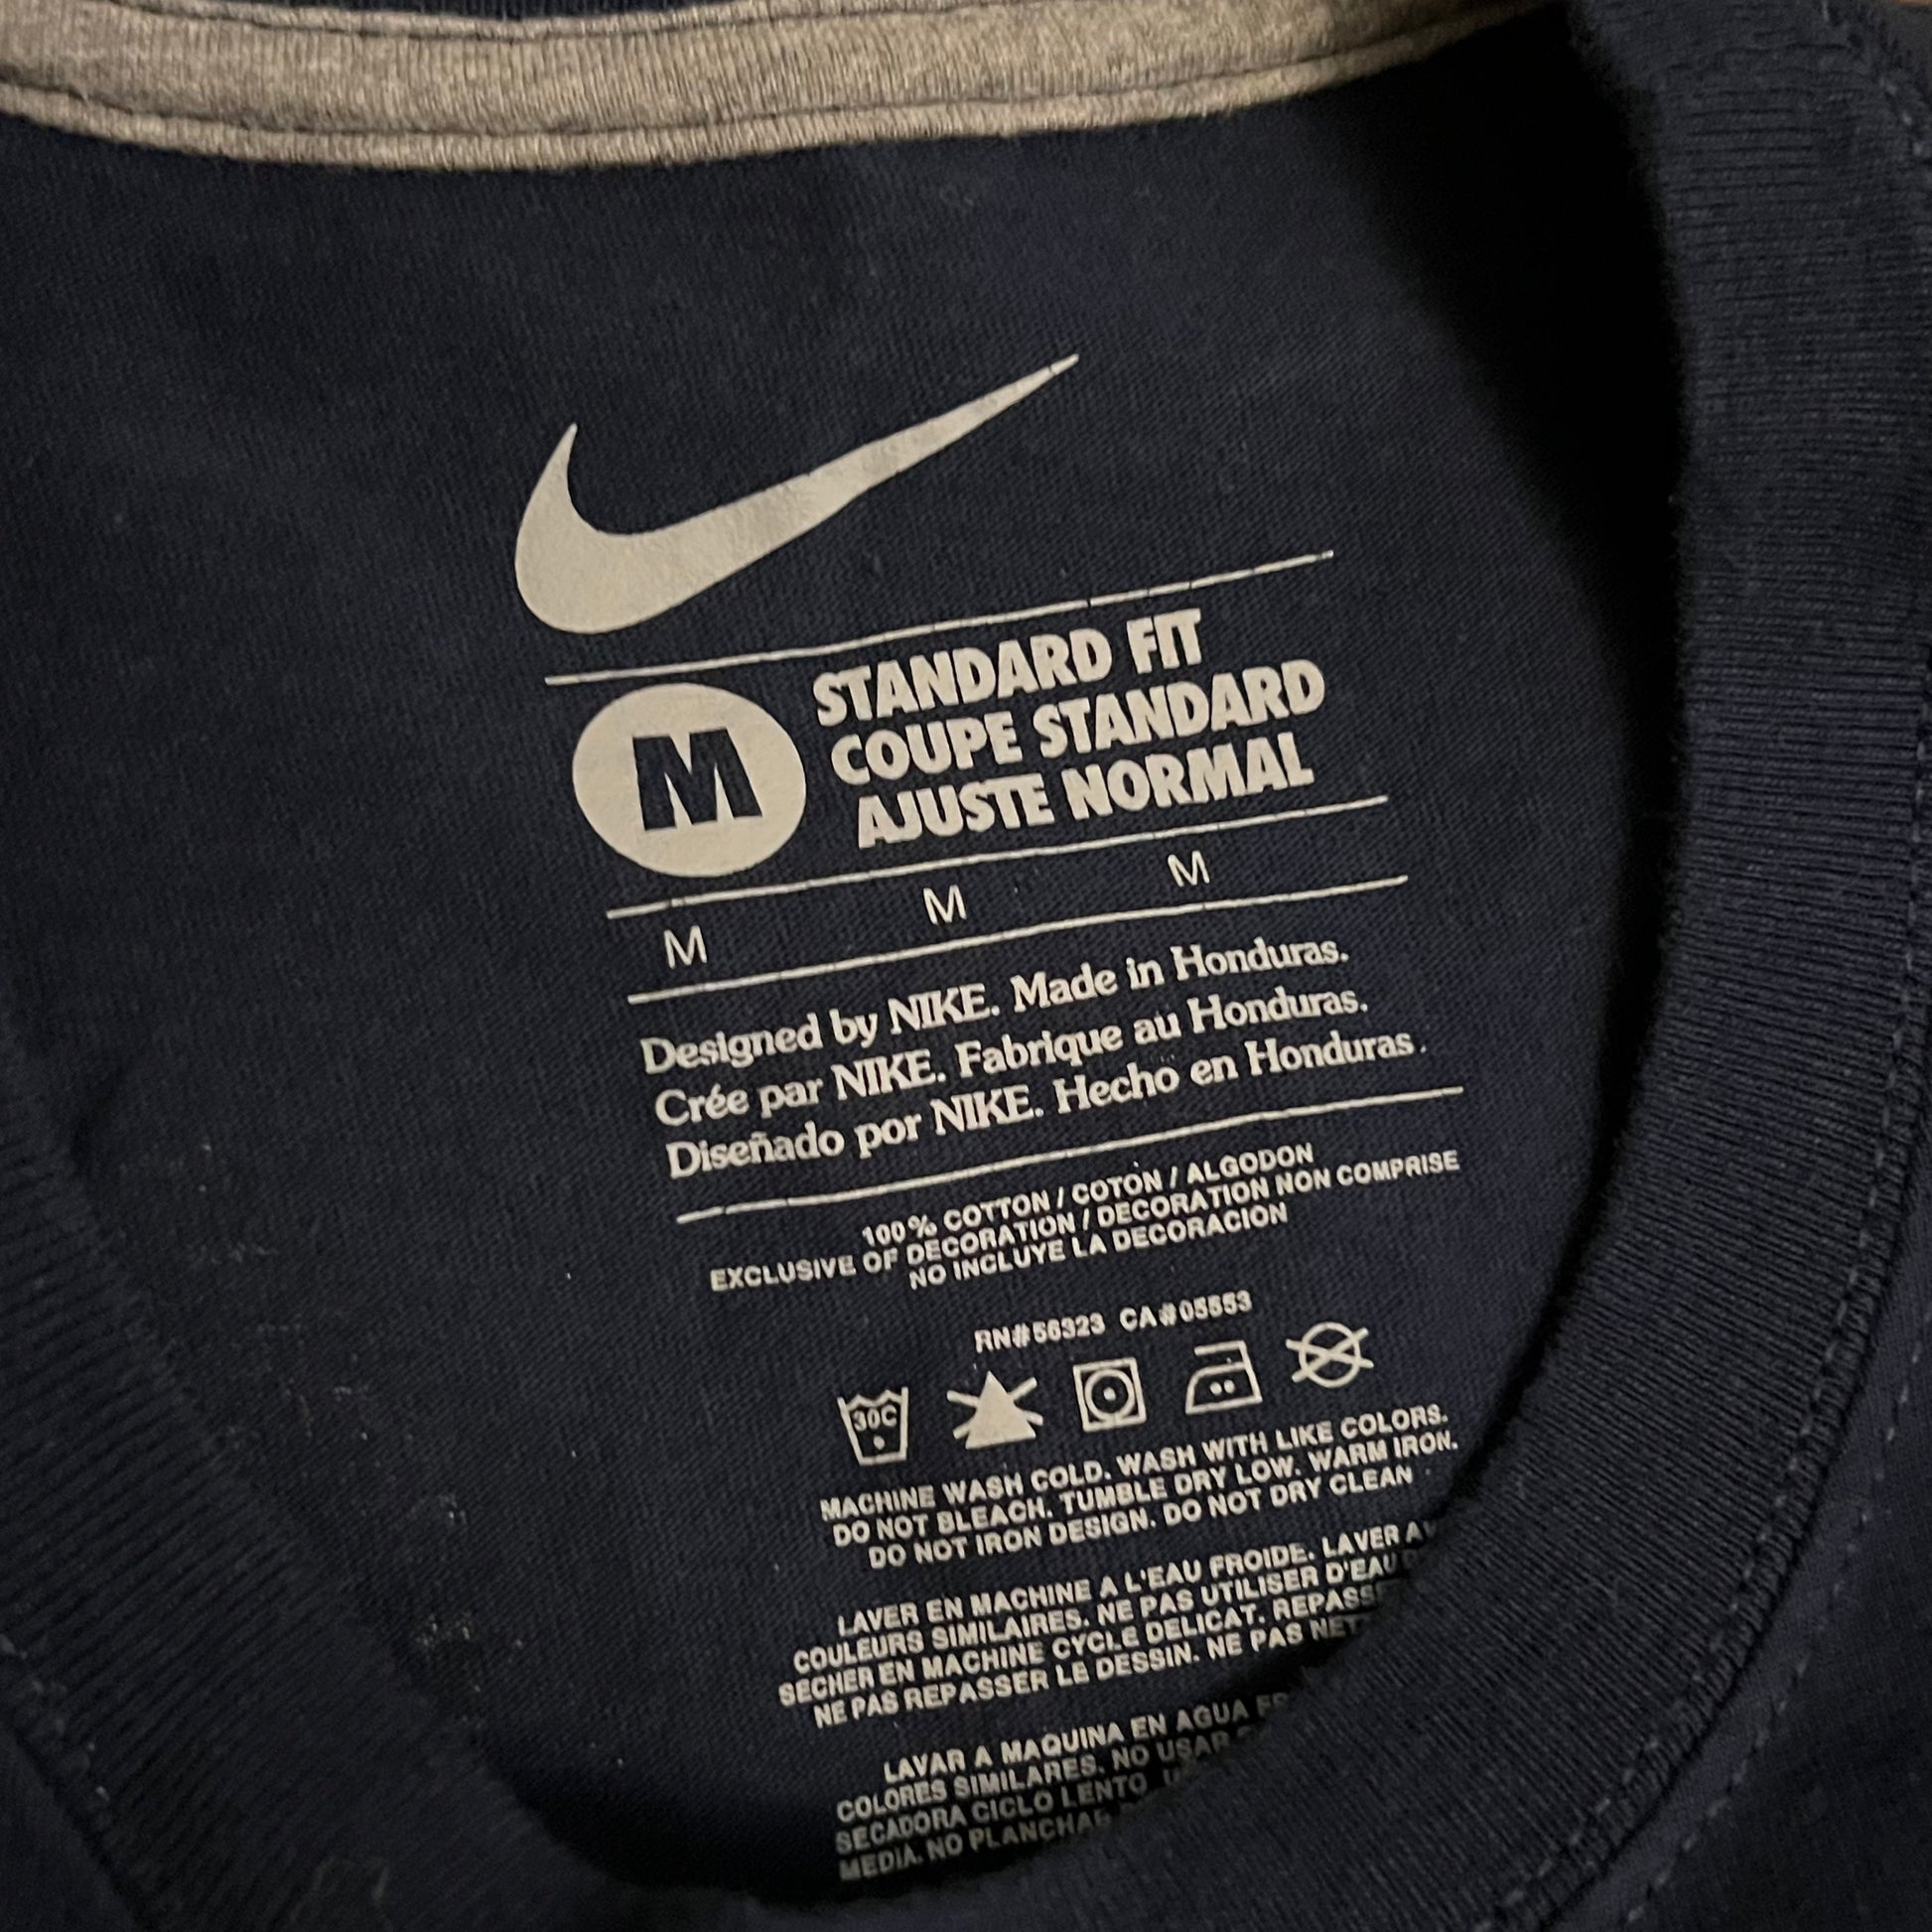 STANDARD FIT
M COUPE STANDARD
AJUSTE NORMAL
M M M
Designed by NIKE. Made in Honduras.
Crée par NIKE. Fabrique au Honduras.
Diseñado por NIKE. Hecho en Honduras.
100% COTTON / COTON / ALGODON
EXCLUSIVE OF DECORATION / DECORATION NON COMPRISE
NO INCLUYE LA DECORACION
RN#56323 CA#05553
30C
MACHINE WASH COLD. WASH WITH LIKE COLORS.
DO NOT BLEACH. TUMBLE DRY LOW. WARM IRON.
DO NOT IRON DESIGN. DO NOT DRY CLEAN
LAVER EN MACHINE A L'EAU FROIDE. LAVER
COULEURS SIMILAIRES. NE PAS UTILISER D'EAU
SECHER EN MACHINE CYCLE DELICAT.
NE PAS REPASSER LE DESSIN. NE PAS
LAVAR A MAQUINA EN AGUA
COLORES SIMILARES. NO USAR
SECADORA CICLO LENTO
MEDIA. NO PLANCHAR